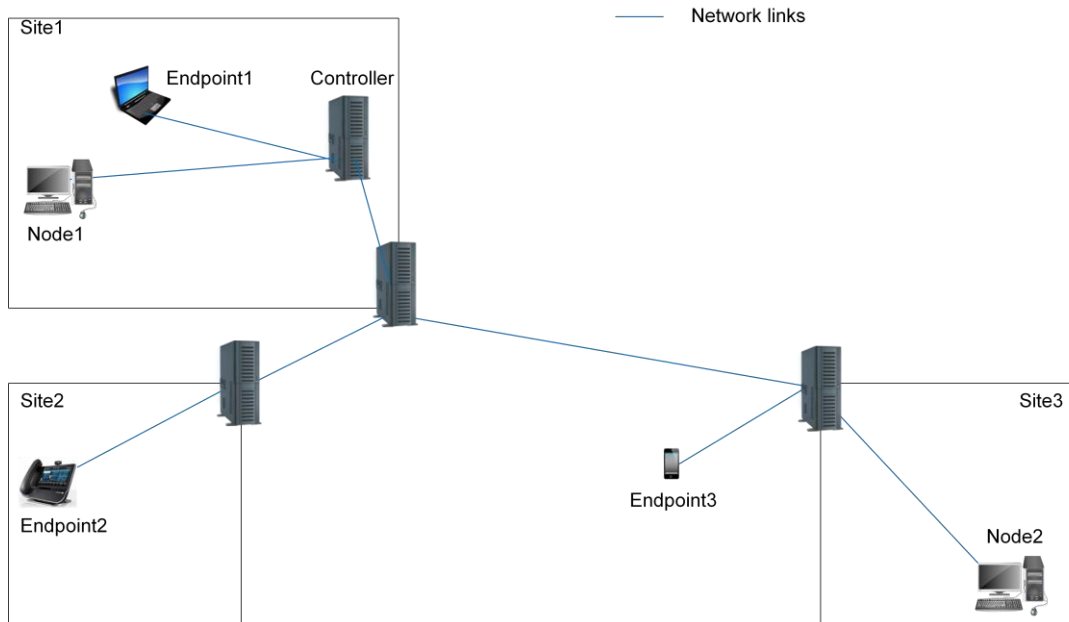 Site1
Network links
Endpoint1
Controller
Node1
Site2
Site3
Endpoint3
Endpoint2
Node2